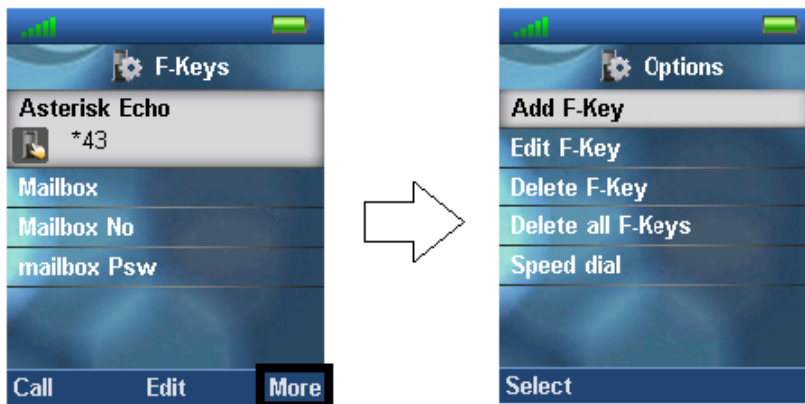 F-Keys
Asterisk Echo
*43
Mailbox
Mailbox No
mailbox Psw
Call Edit More
Options
Add F-Key
Edit F-Key
Delete F-Key
Delete all F-Keys
Speed dial
Select